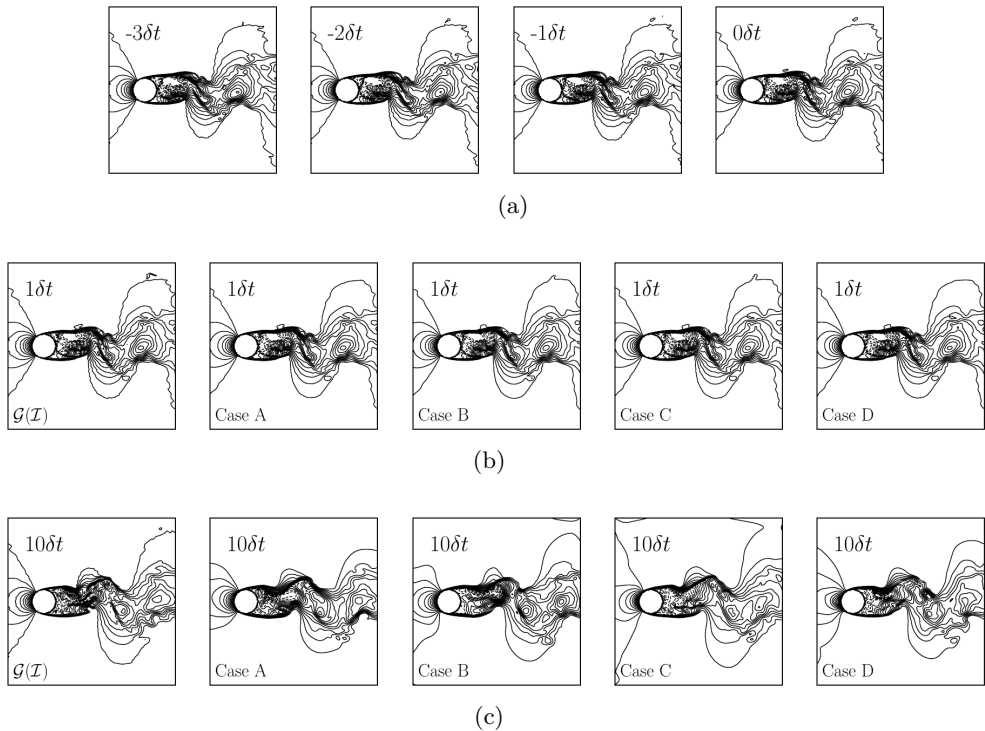 -3δt -2δt -1δt 0δt
(a)
1δt 1δt 1δt 1δt 1δt
𝒢(ℐ) Case A Case B Case C Case D
(b)
10δt 10δt 10δt 10δt 10δt
𝒢(ℐ) Case A Case B Case C Case D
(c)